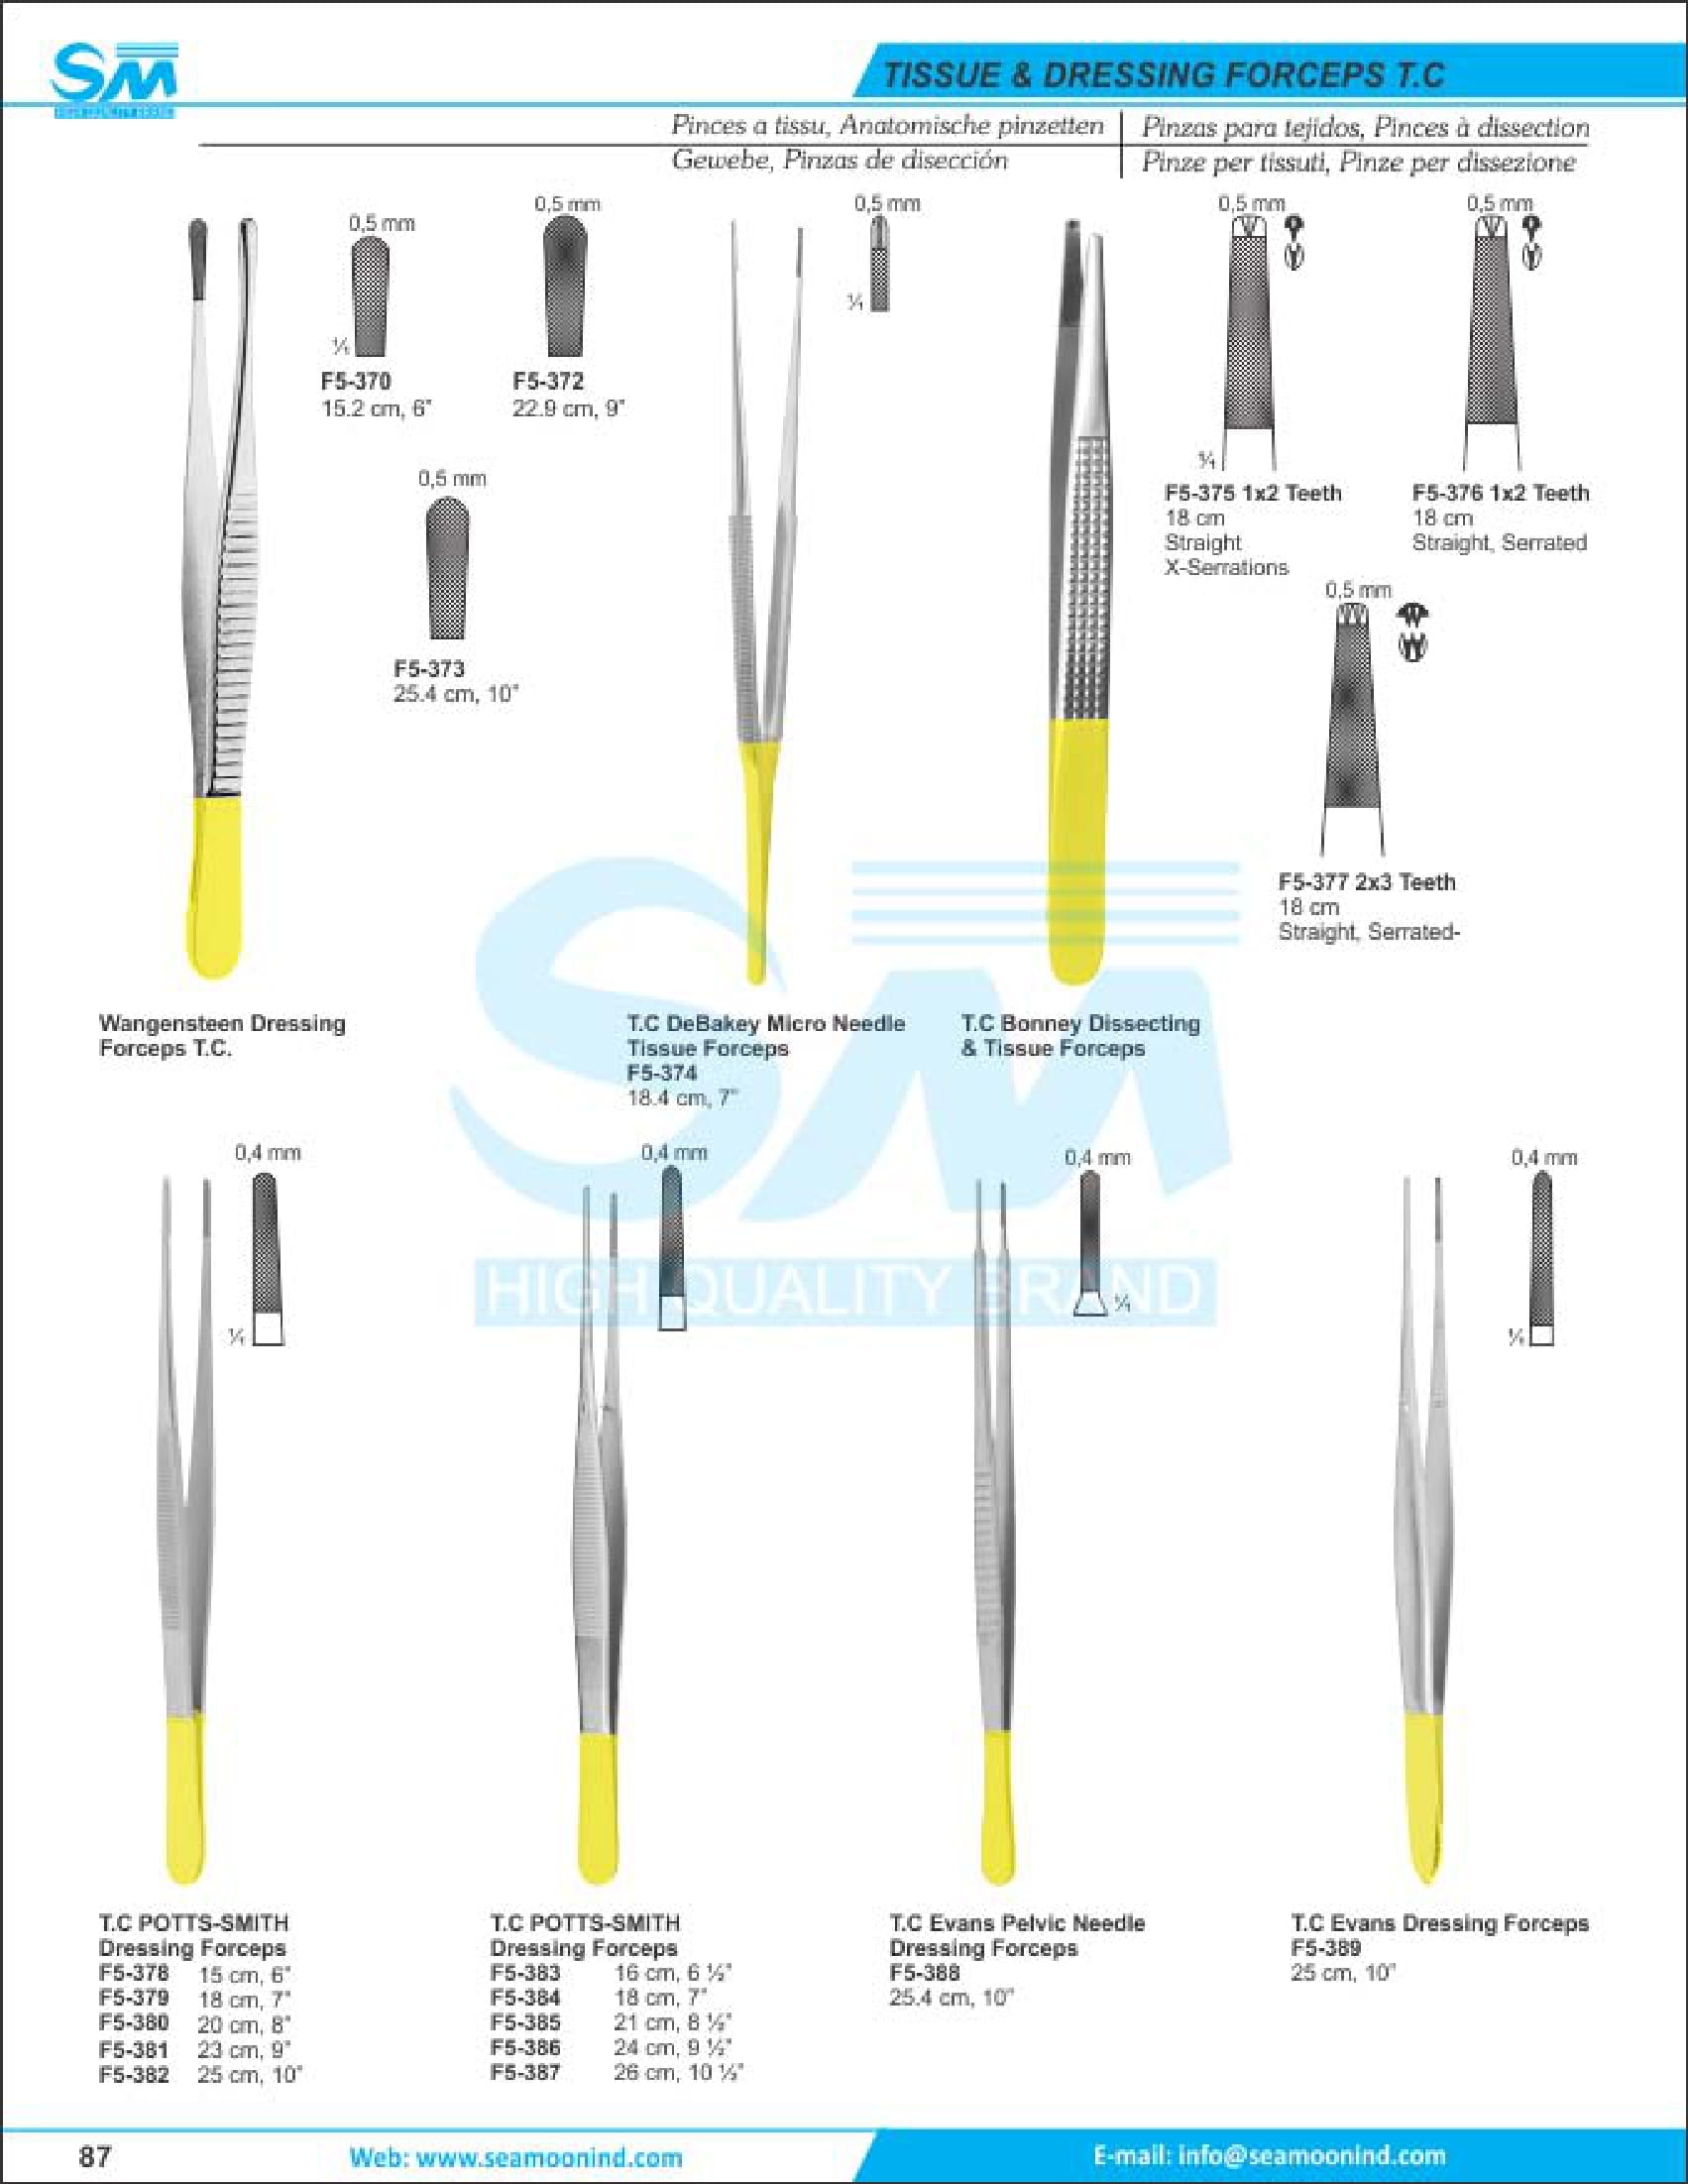 SM
HIGH QUALITY BRAND
TISSUE & DRESSING FORCEPS T.C
Pinces a tissu, Anatomische pinzetten
Gewebe, Pinzas de disección
Pinzas para tejidos, Pinces à dissection
Pinze per tissuti, Pinze per dissezione
0,5 mm
1/1
F5-370
15.2 cm, 6"
0,5 mm
F5-372
22.9 cm, 9"
0,5 mm
F5-373
25.4 cm, 10"
Wangensteen Dressing
Forceps T.C.
0,5 mm
1/1
T.C DeBakey Micro Needle
Tissue Forceps
F5-374
18.4 cm, 7"
T.C Bonney Dissecting
& Tissue Forceps
0,5 mm
1/1
F5-375 1x2 Teeth
18 cm
Straight
X-Serrations
0,5 mm
F5-376 1x2 Teeth
18 cm
Straight, Serrated
0,5 mm
F5-377 2x3 Teeth
18 cm
Straight, Serrated-
SM
HIGH QUALITY BRAND
0,4 mm
1/1
T.C POTTS-SMITH
Dressing Forceps
F5-378 15 cm, 6"
F5-379 18 cm, 7"
F5-380 20 cm, 8"
F5-381 23 cm, 9"
F5-382 25 cm, 10"
0,4 mm
T.C POTTS-SMITH
Dressing Forceps
F5-383 16 cm, 6 ½"
F5-384 18 cm, 7"
F5-385 21 cm, 8 ½"
F5-386 24 cm, 9 ½"
F5-387 26 cm, 10 ½"
0,4 mm
1/1
T.C Evans Pelvic Needle
Dressing Forceps
F5-388
25.4 cm, 10"
0,4 mm
1/1
T.C Evans Dressing Forceps
F5-389
25 cm, 10"
87
Web: www.seamoonind.com
E-mail: info@seamoonind.com